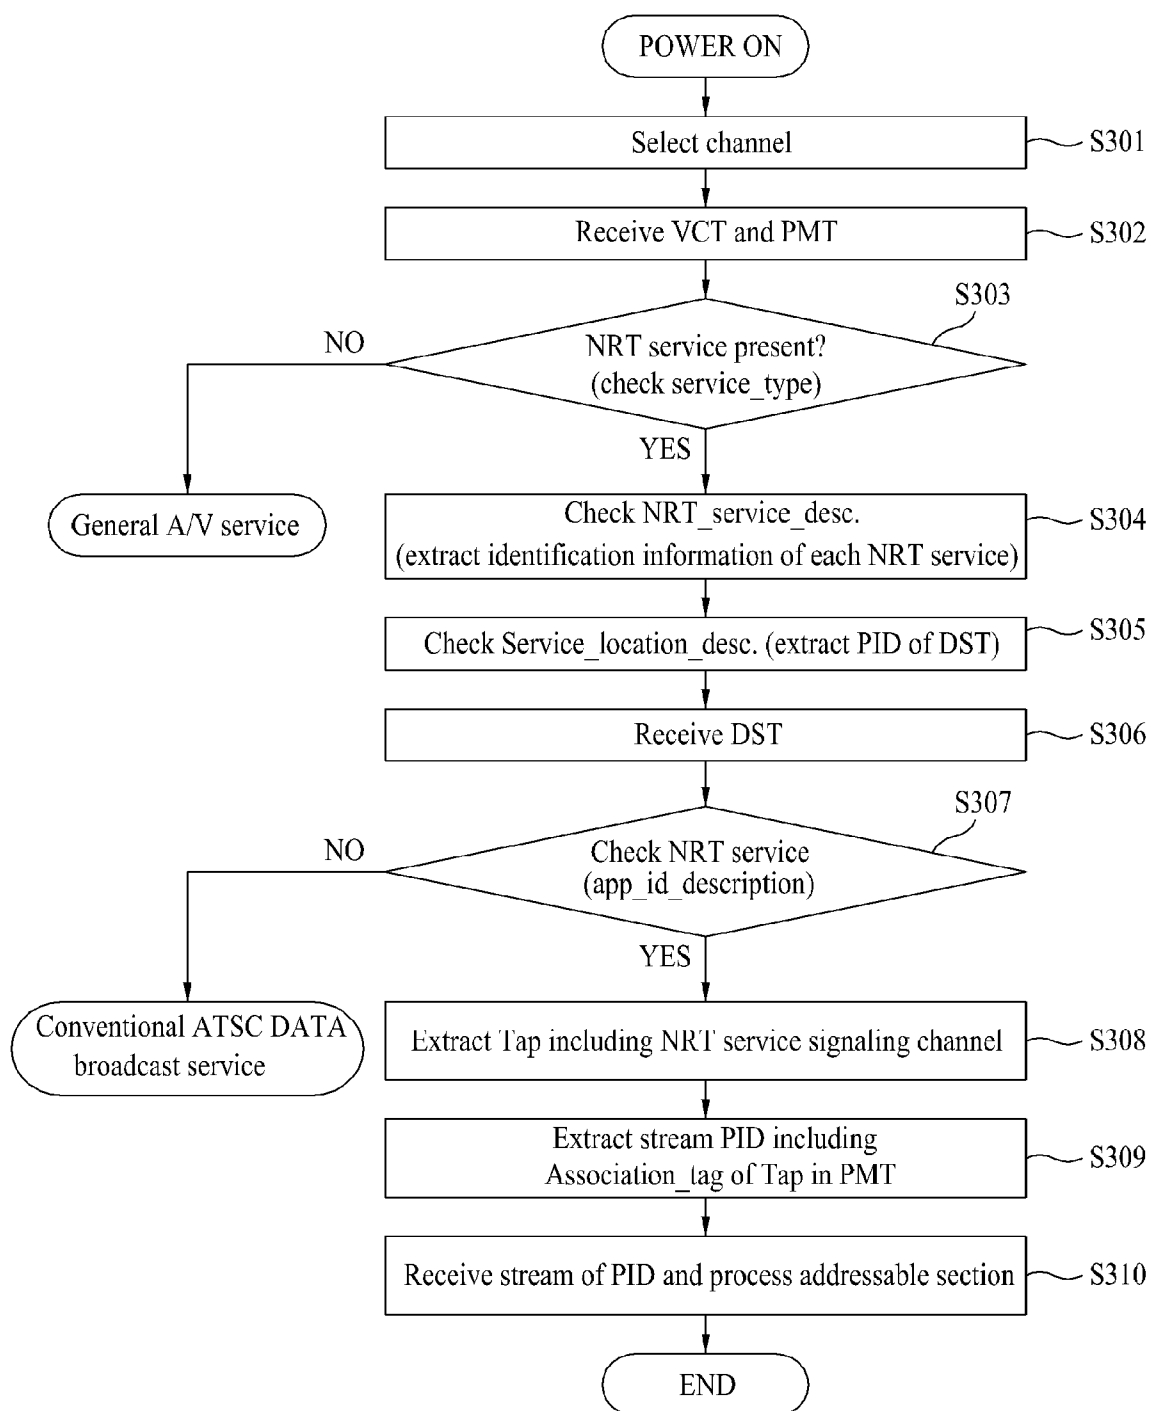 POWER ON
Select channel
S301
Receive VCT and PMT
S302
S303
NO
NRT service present?
(check service_type)
YES
General A/V service
Check NRT_service_desc.
(extract identification information of each NRT service)
S304
Check Service_location_desc. (extract PID of DST)
S305
Receive DST
S306
S307
NO
Check NRT service
(app_id_description)
YES
Conventional ATSC DATA
broadcast service
Extract Tap including NRT service signaling channel
S308
Extract stream PID including
Association_tag of Tap in PMT
S309
Receive stream of PID and process addressable section
S310
END